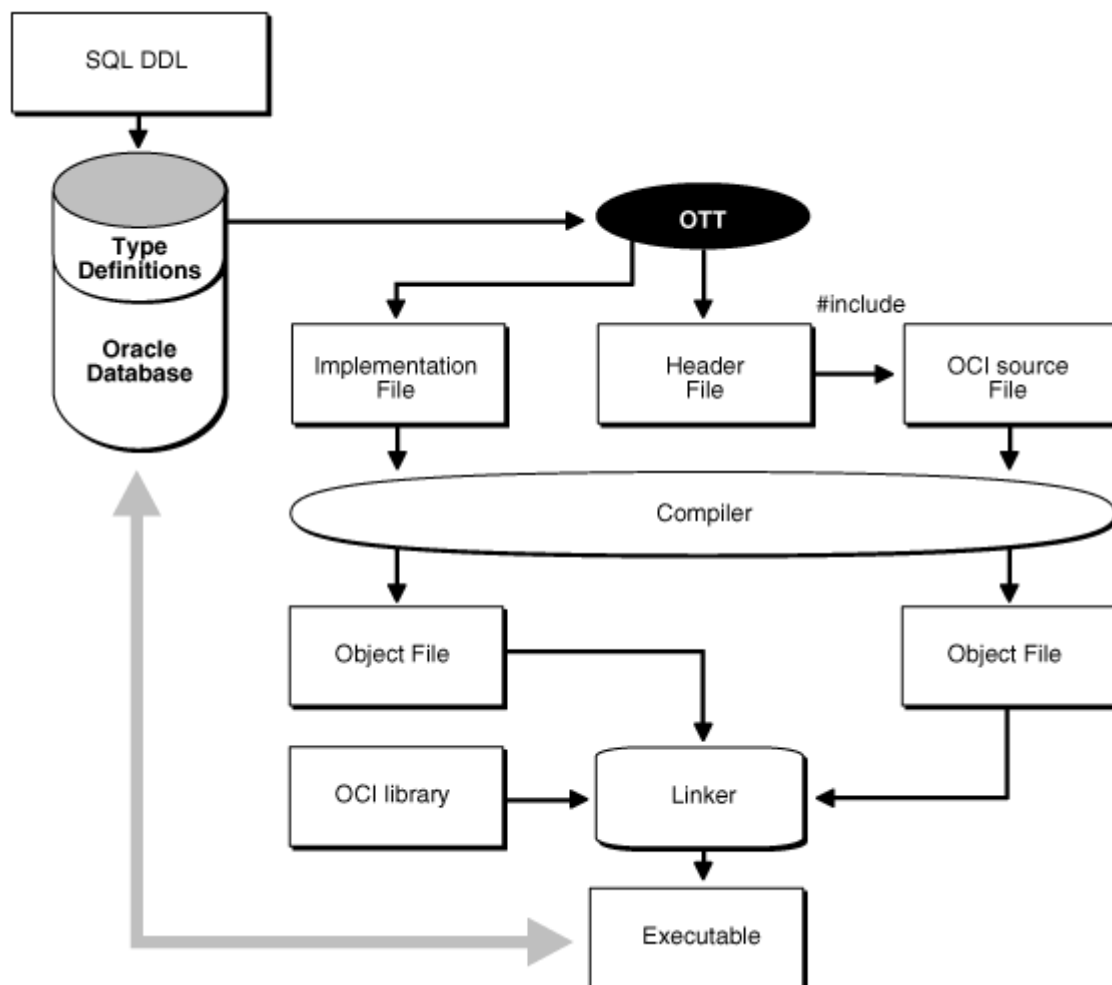 SQL DDL
Type
Definitions
Oracle
Database
OTT
#include
Implementation
File
Header
File
OCI source
File
Compiler
Object File
Object File
OCI library
Linker
Executable